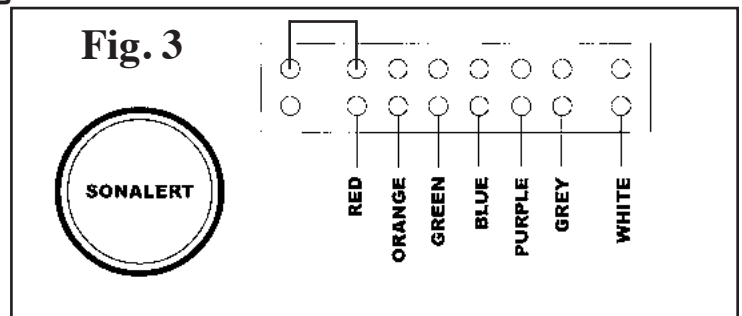 Fig. 3
SONALERT
RED
ORANGE
GREEN
BLUE
PURPLE
GREY
WHITE